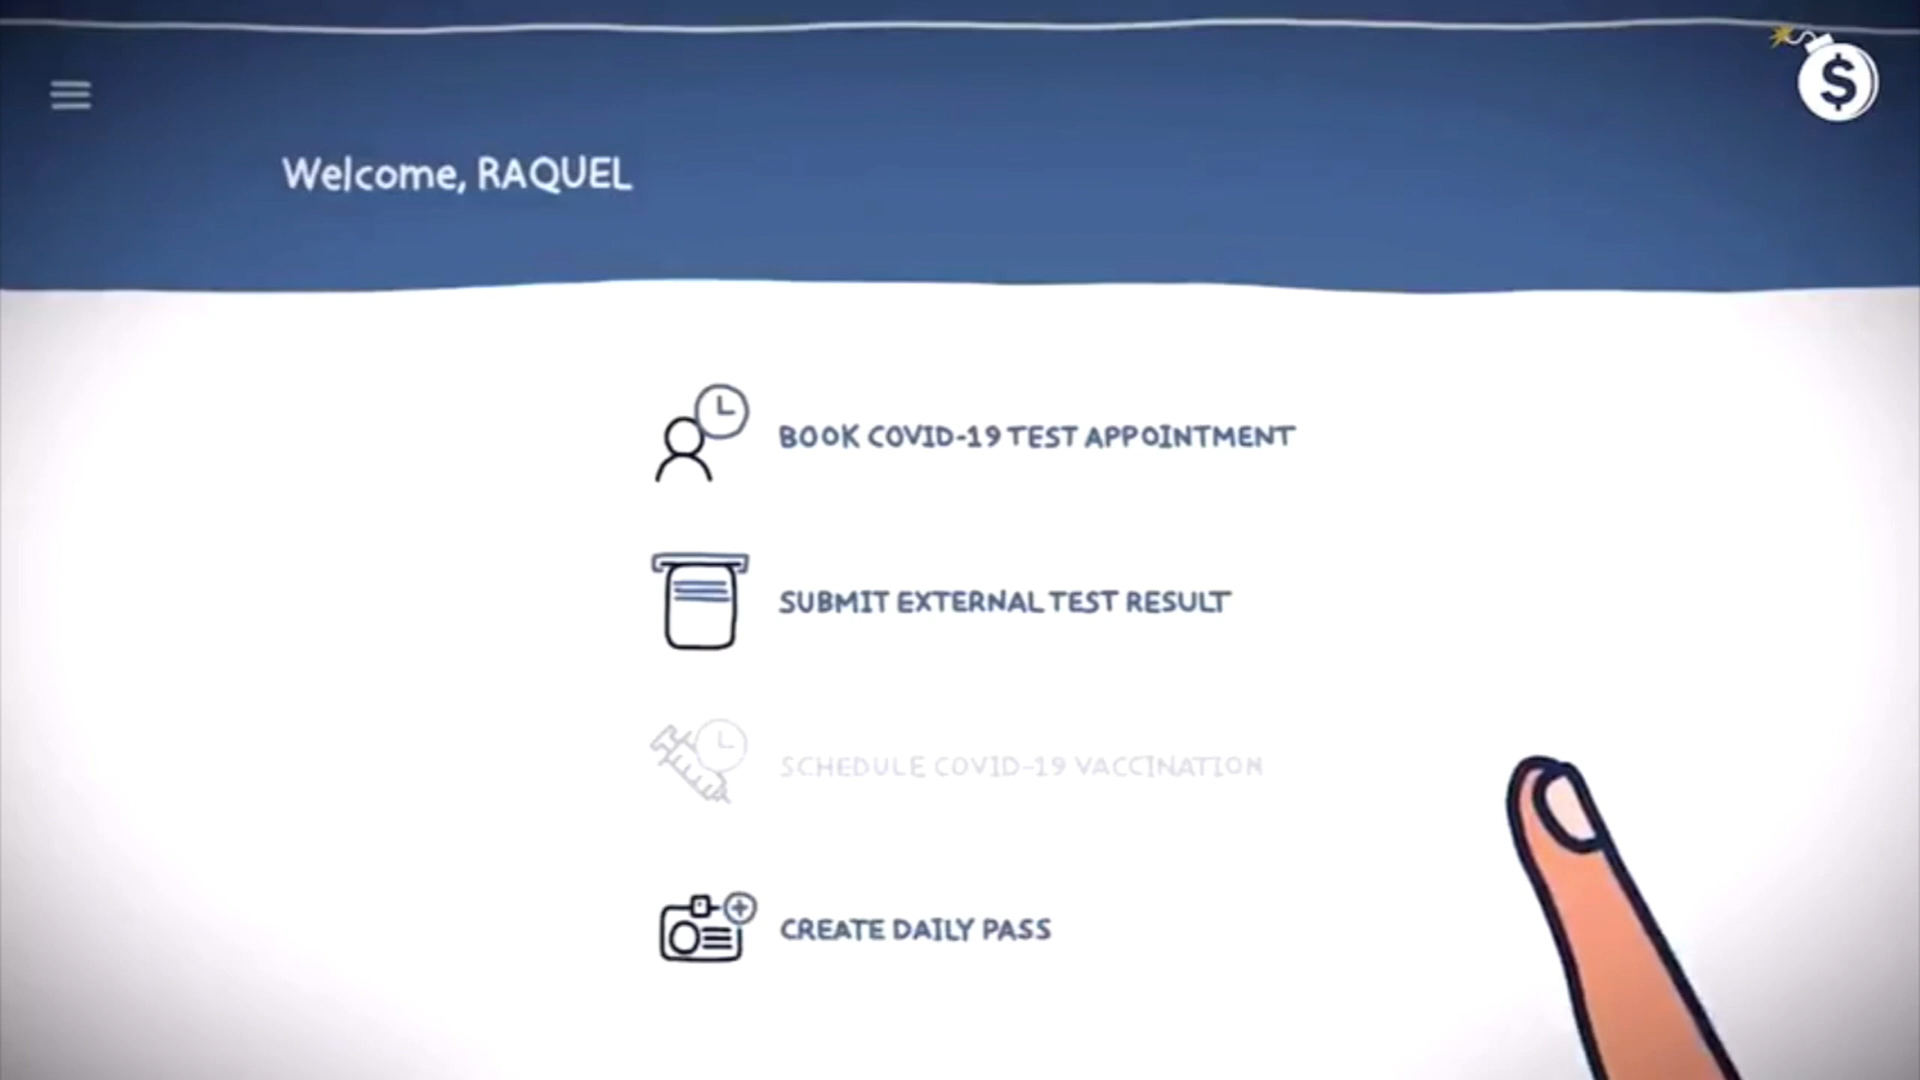 $
Welcome, RAQUEL
BOOK COVID-19 TEST APPOINTMENT
SUBMIT EXTERNAL TEST RESULT
SCHEDULE COVID-19 VACCINATION
CREATE DAILY PASS